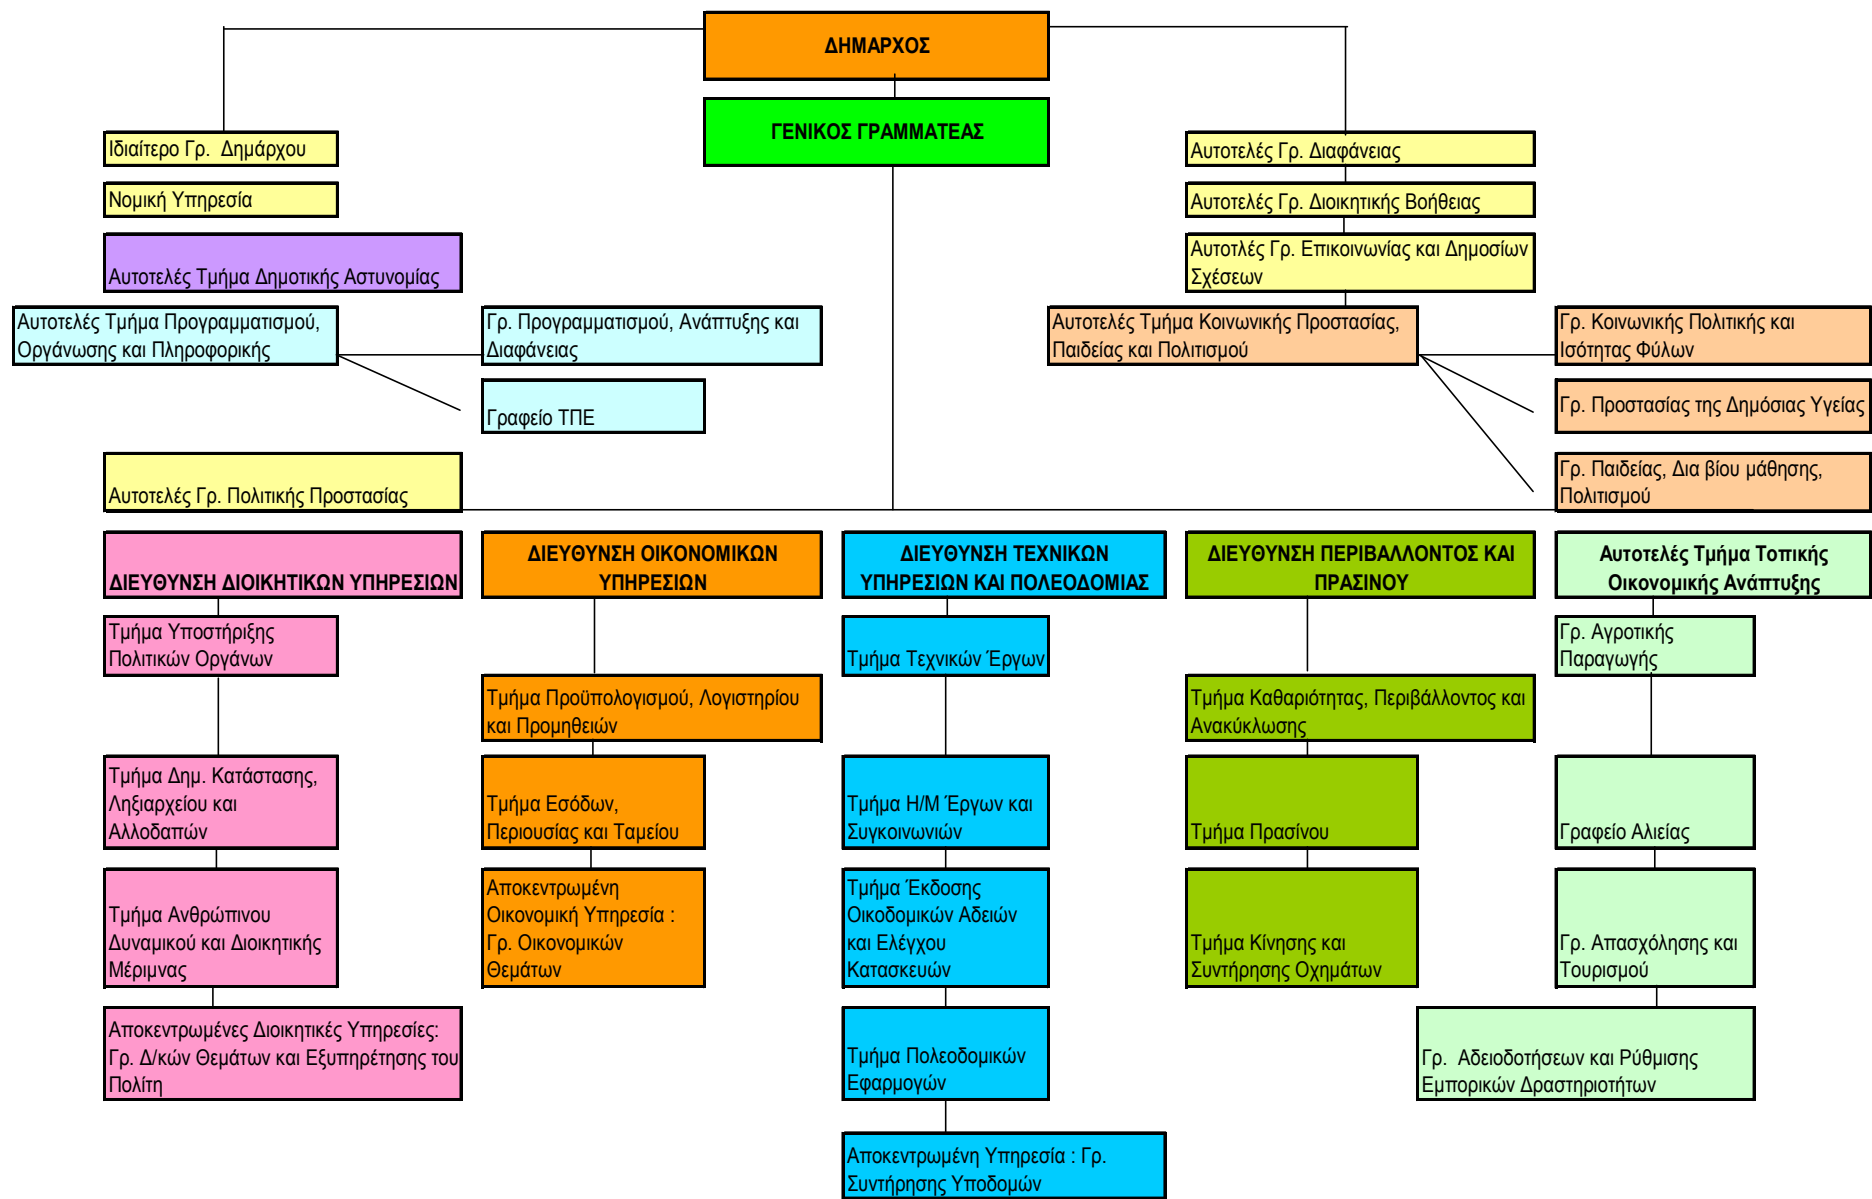 ΔΗΜΑΡΧΟΣ
ΓΕΝΙΚΟΣ ΓΡΑΜΜΑΤΕΑΣ
Ιδιαίτερο Γρ.  Δημάρχου
Νομική Υπηρεσία
Αυτοτελές Τμήμα Δημοτικής Αστυνομίας
Αυτοτελές Τμήμα Προγραμματισμού,
Οργάνωσης και Πληροφορικής
Γρ. Προγραμματισμού, Ανάπτυξης και
Διαφάνειας
Γραφείο ΤΠΕ
Αυτοτελές Γρ. Πολιτικής Προστασίας
Αυτοτελές Γρ. Διαφάνειας
Αυτοτελές Γρ. Διοικητικής Βοήθειας
Αυτοτλές Γρ. Επικοινωνίας και Δημοσίων
Σχέσεων
Αυτοτελές Τμήμα Κοινωνικής Προστασίας,
Παιδείας και Πολιτισμού
Γρ. Κοινωνικής Πολιτικής και
Ισότητας Φύλων
Γρ. Προστασίας της Δημόσιας Υγείας
Γρ. Παιδείας, Δια βίου μάθησης,
Πολιτισμού
ΔΙΕΥΘΥΝΣΗ ΔΙΟΙΚΗΤΙΚΩΝ ΥΠΗΡΕΣΙΩΝ
Τμήμα Υποστήριξης
Πολιτικών Οργάνων
Τμήμα Δημ. Κατάστασης,
Ληξιαρχείου και
Αλλοδαπών
Τμήμα Ανθρώπινου
Δυναμικού και Διοικητικής
Μέριμνας
Αποκεντρωμένες Διοικητικές Υπηρεσίες:
Γρ. Δ/κών Θεμάτων και Εξυπηρέτησης του
Πολίτη
ΔΙΕΥΘΥΝΣΗ ΟΙΚΟΝΟΜΙΚΩΝ
ΥΠΗΡΕΣΙΩΝ
Τμήμα Προϋπολογισμού, Λογιστηρίου
και Προμηθειών
Τμήμα Εσόδων,
Περιουσίας και Ταμείου
Αποκεντρωμένη
Οικονομική Υπηρεσία :
Γρ. Οικονομικών
Θεμάτων
ΔΙΕΥΘΥΝΣΗ ΤΕΧΝΙΚΩΝ
ΥΠΗΡΕΣΙΩΝ ΚΑΙ ΠΟΛΕΟΔΟΜΙΑΣ
Τμήμα Τεχνικών Έργων
Τμήμα Η/Μ Έργων και
Συγκοινωνιών
Τμήμα Έκδοσης
Οικοδομικών Αδειών
και Ελέγχου
Κατασκευών
Τμήμα Πολεοδομικών
Εφαρμογών
Αποκεντρωμένη Υπηρεσία : Γρ.
Συντήρησης Υποδομών
ΔΙΕΥΘΥΝΣΗ ΠΕΡΙΒΑΛΛΟΝΤΟΣ ΚΑΙ
ΠΡΑΣΙΝΟΥ
Τμήμα Καθαριότητας, Περιβάλλοντος και
Ανακύκλωσης
Τμήμα Πρασίνου
Τμήμα Κίνησης και
Συντήρησης Οχημάτων
Αυτοτελές Τμήμα Τοπικής
Οικονομικής Ανάπτυξης
Γρ. Αγροτικής
Παραγωγής
Γραφείο Αλιείας
Γρ. Απασχόλησης και
Τουρισμού
Γρ.  Αδειοδοτήσεων και Ρύθμισης
Εμπορικών Δραστηριοτήτων